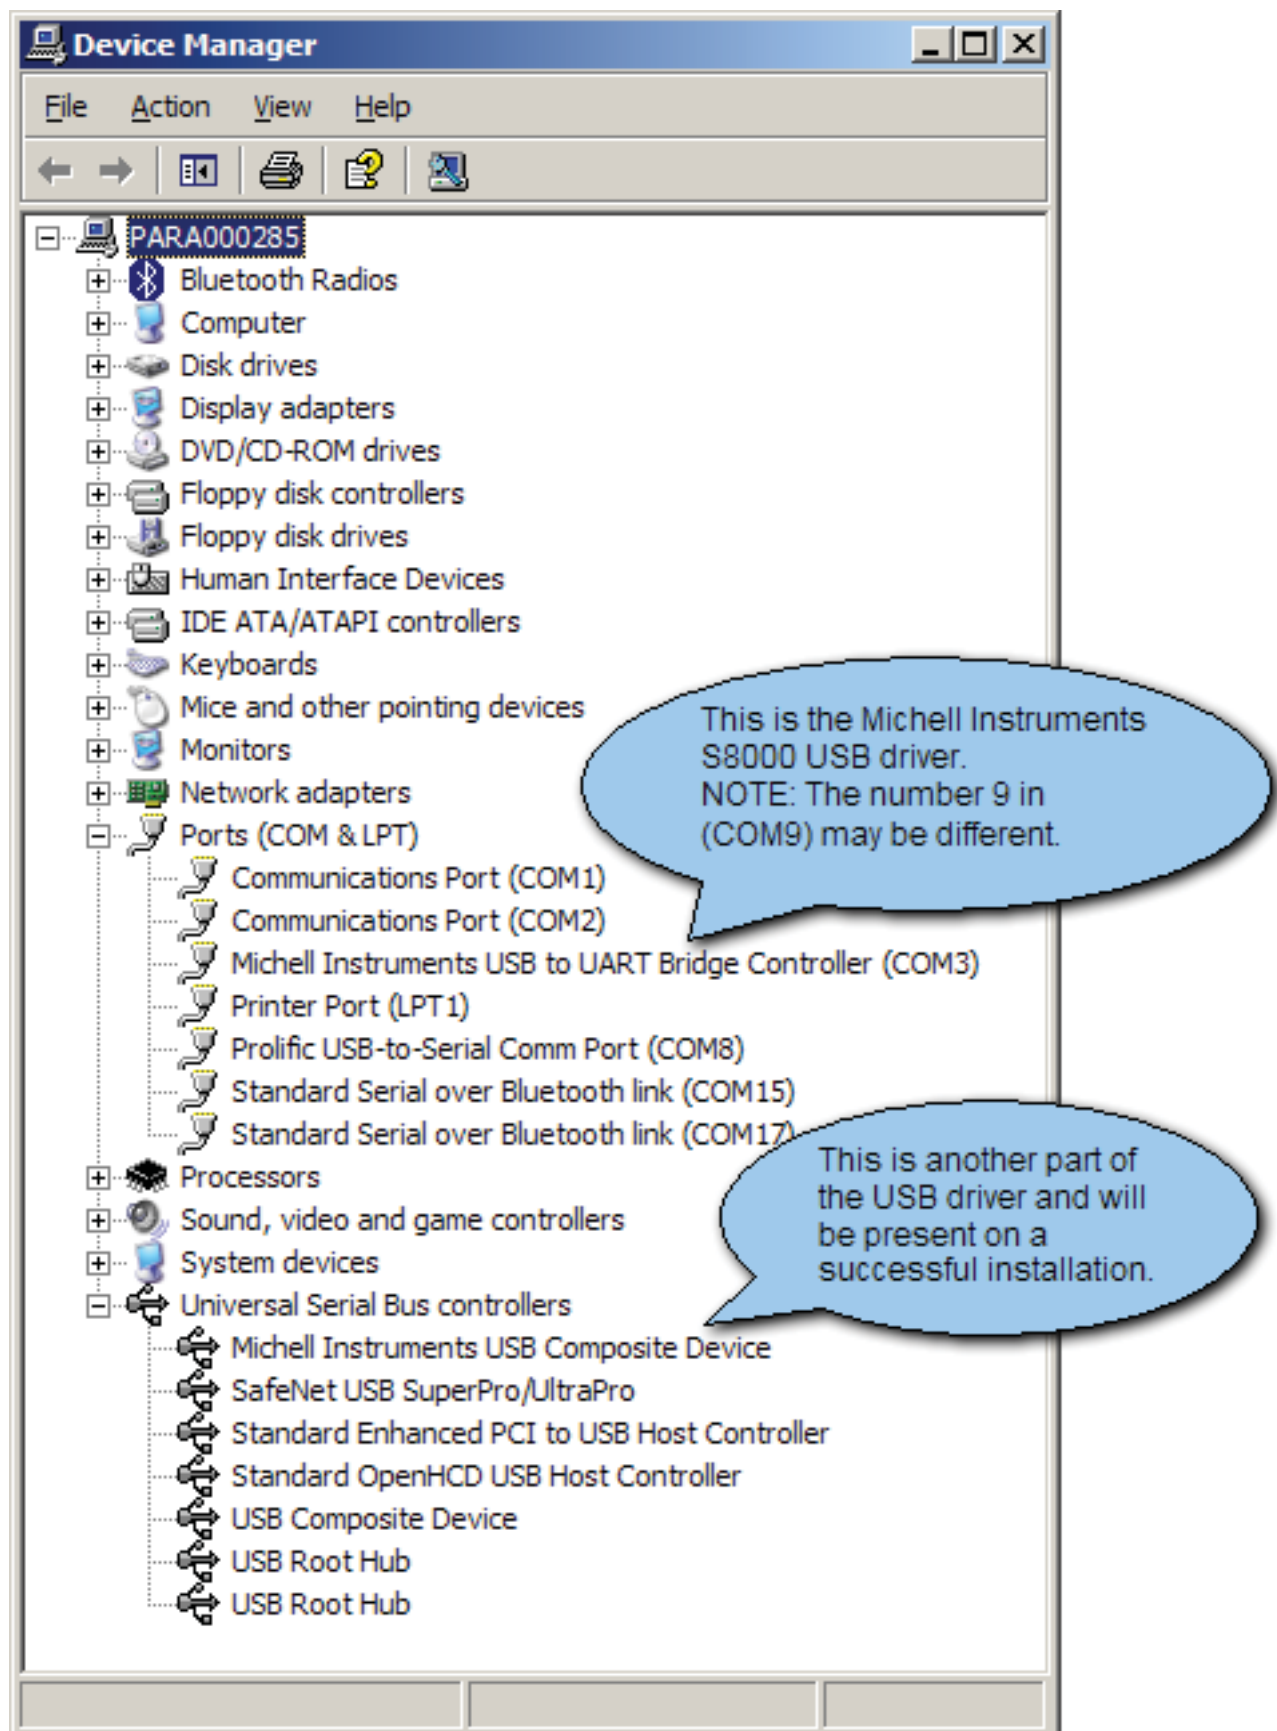 Device Manager
File Action View Help
PARA000285
Bluetooth Radios
Computer
Disk drives
Display adapters
DVD/CD-ROM drives
Floppy disk controllers
Floppy disk drives
Human Interface Devices
IDE ATA/ATAPI controllers
Keyboards
Mice and other pointing devices
Monitors
Network adapters
Ports (COM & LPT)
Communications Port (COM1)
Communications Port (COM2)
Michell Instruments USB to UART Bridge Controller (COM3)
Printer Port (LPT1)
Prolific USB-to-Serial Comm Port (COM8)
Standard Serial over Bluetooth link (COM15)
Standard Serial over Bluetooth link (COM17)
Processors
Sound, video and game controllers
System devices
Universal Serial Bus controllers
Michell Instruments USB Composite Device
SafeNet USB SuperPro/UltraPro
Standard Enhanced PCI to USB Host Controller
Standard OpenHCD USB Host Controller
USB Composite Device
USB Root Hub
USB Root Hub
This is the Michell Instruments
S8000 USB driver.
NOTE: The number 9 in
(COM9) may be different.
This is another part of
the USB driver and will
be present on a
successful installation.